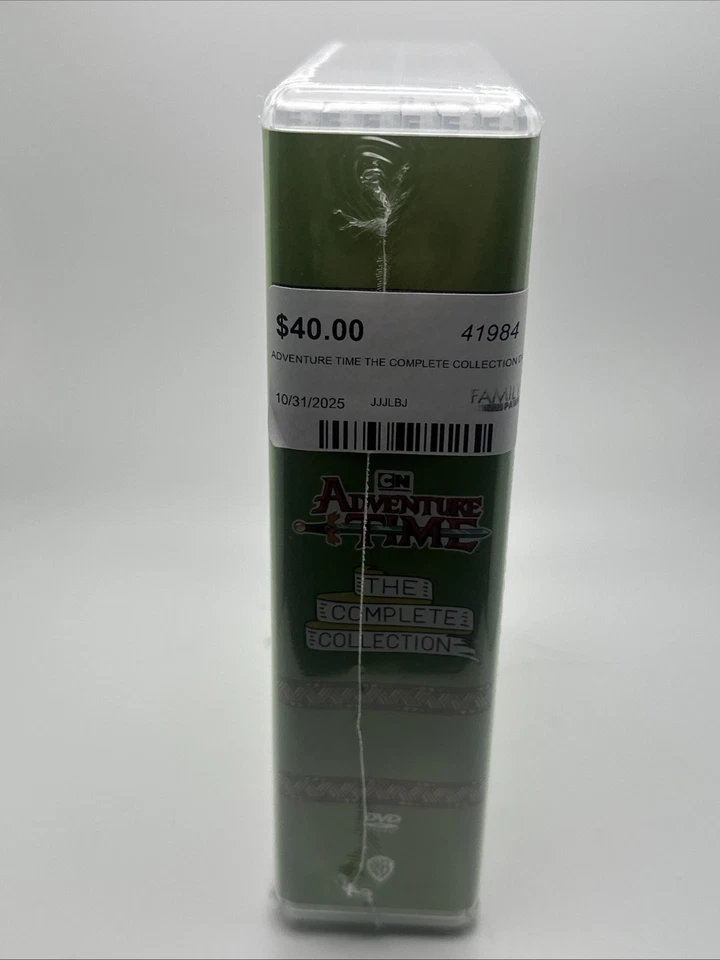 $40.00 41984
ADVENTURE TIME THE COMPLETE COLLECTION
10/31/2025 JJJLBJ
CN
ADVENTURE
TIME
THE
COMPLETE
COLLECTION
DVD
WB